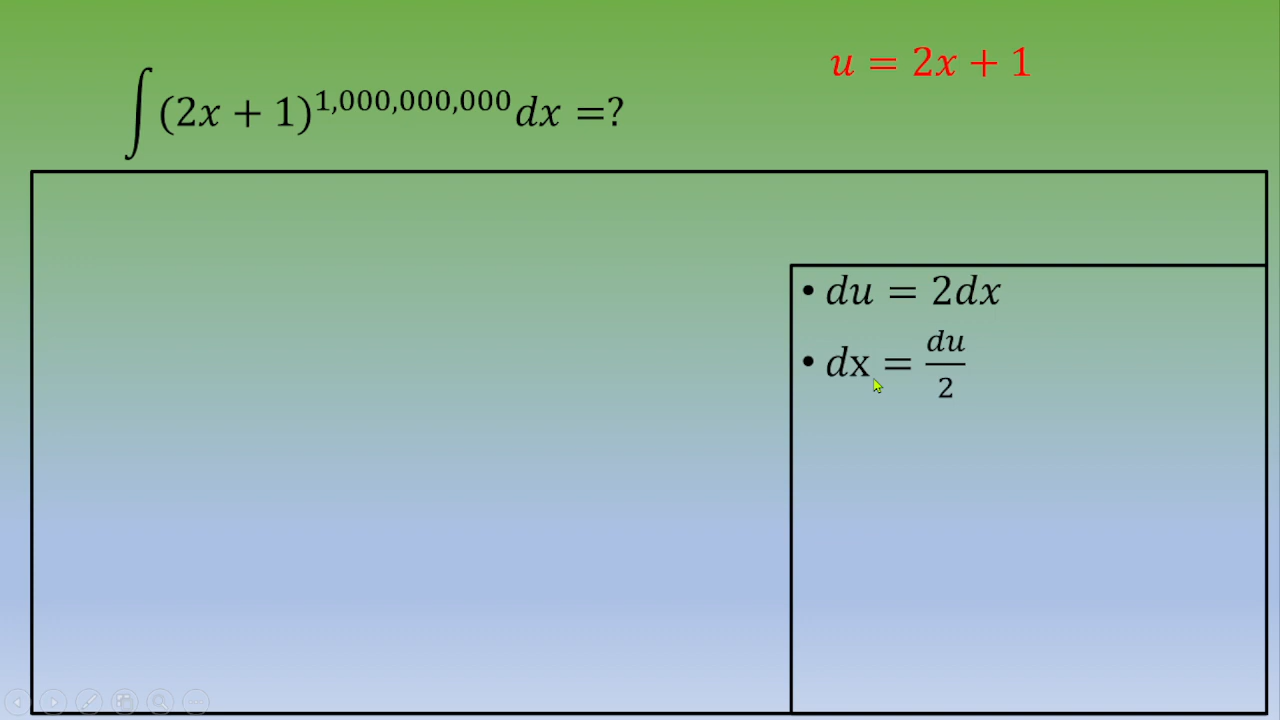 ∫(2x + 1)^1,000,000,000 dx =?
u = 2x + 1
• du = 2dx
• dx = du/2